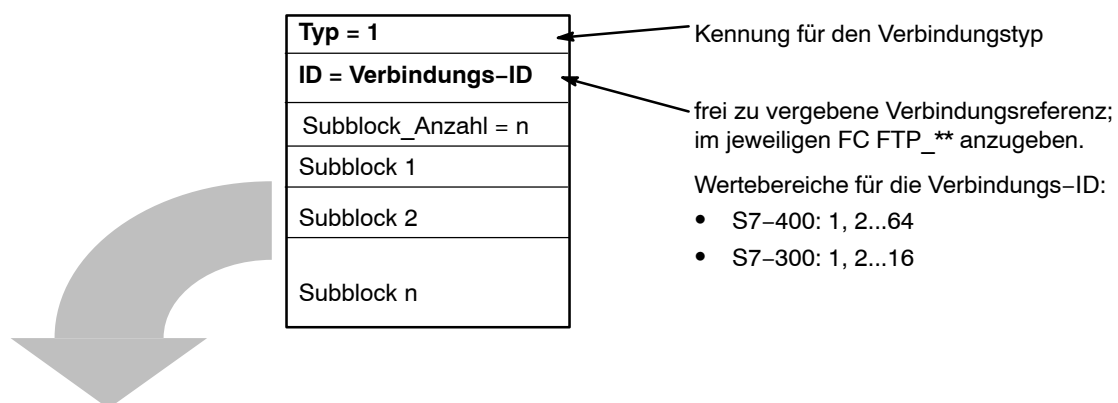 Typ = 1
ID = Verbindungs−ID
Subblock_Anzahl = n
Subblock 1
Subblock 2
Subblock n
Kennung für den Verbindungstyp
frei zu vergebene Verbindungsreferenz;
im jeweiligen FC FTP_** anzugeben.
Wertebereiche für die Verbindungs−ID:
• S7−400: 1, 2...64
• S7−300: 1, 2...16